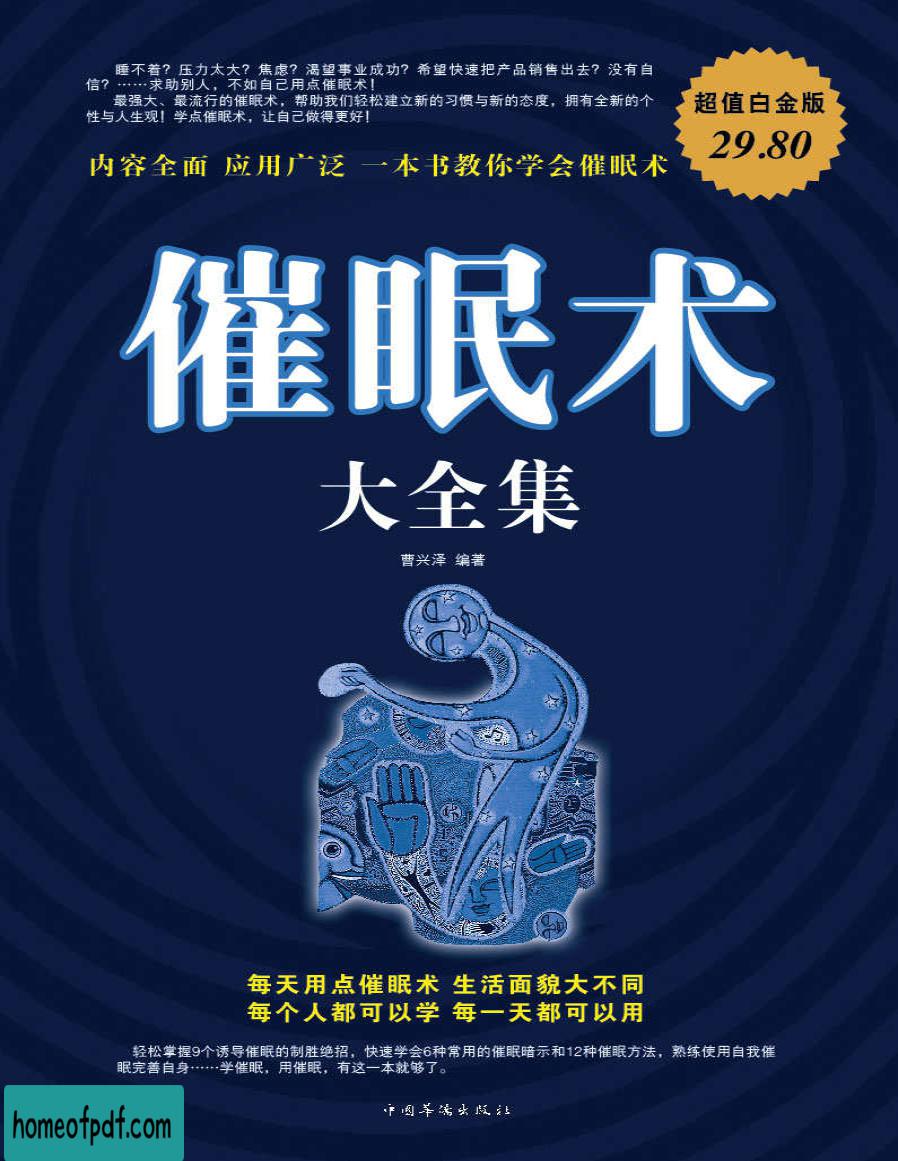 睡不着？压力太大？焦虑？渴望事业成功？希望快速把产品销售出去？没有自
信？……求助别人，不如自己用点催眠术！
最强大、最流行的催眠术，帮助我们轻松建立新的习惯与新的态度，拥有全新的个
性与人生观！学点催眠术，让自己做得更好！
超值白金版
29.80
内容全面 应用广泛 一本书教你学会催眠术
催眠术
大全集
曹兴泽 编著
每天用点催眠术 生活面貌大不同
每个人都可以学 每一天都可以用
轻松掌握9个诱导催眠的制胜绝招，快速学会6种常用的催眠暗示和12种催眠方法，熟练使用自我催
眠完善自身……学催眠，用催眠，有这一本就够了。
中国华侨出版社
homeofpdf.com